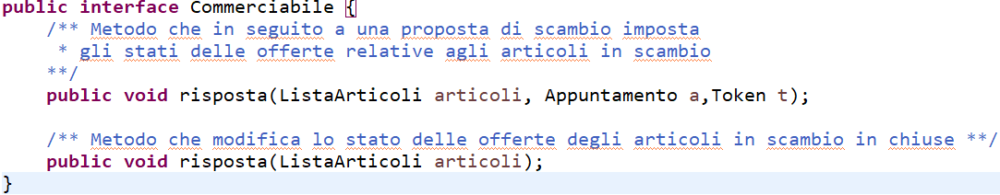 public interface Commerciabile {
/** Metodo che in seguito a una proposta di scambio imposta
* gli stati delle offerte relative agli articoli in scambio
**/
public void risposta(ListaArticoli articoli, Appuntamento a,Token t);
/** Metodo che modifica lo stato delle offerte degli articoli in scambio in chiuse **/
public void risposta(ListaArticoli articoli);
}